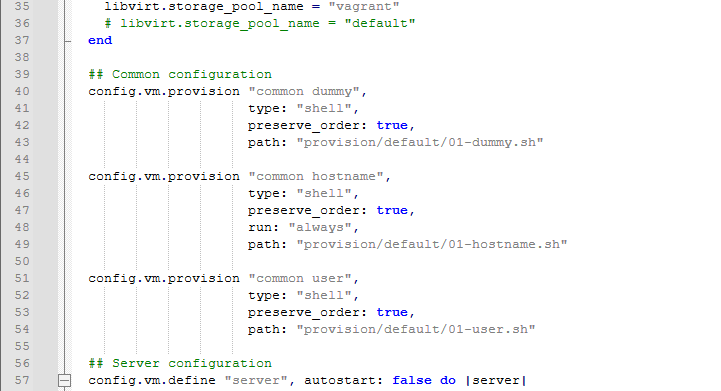 35 libvirt.storage_pool_name = "vagrant"
36 # libvirt.storage_pool_name = "default"
37 end
38
39 ## Common configuration
40 config.vm.provision "common dummy",
41 type: "shell",
42 preserve_order: true,
43 path: "provision/default/01-dummy.sh"
44
45 config.vm.provision "common hostname",
46 type: "shell",
47 preserve_order: true,
48 run: "always",
49 path: "provision/default/01-hostname.sh"
50
51 config.vm.provision "common user",
52 type: "shell",
53 preserve_order: true,
54 path: "provision/default/01-user.sh"
55
56 ## Server configuration
57 config.vm.define "server", autostart: false do |server|